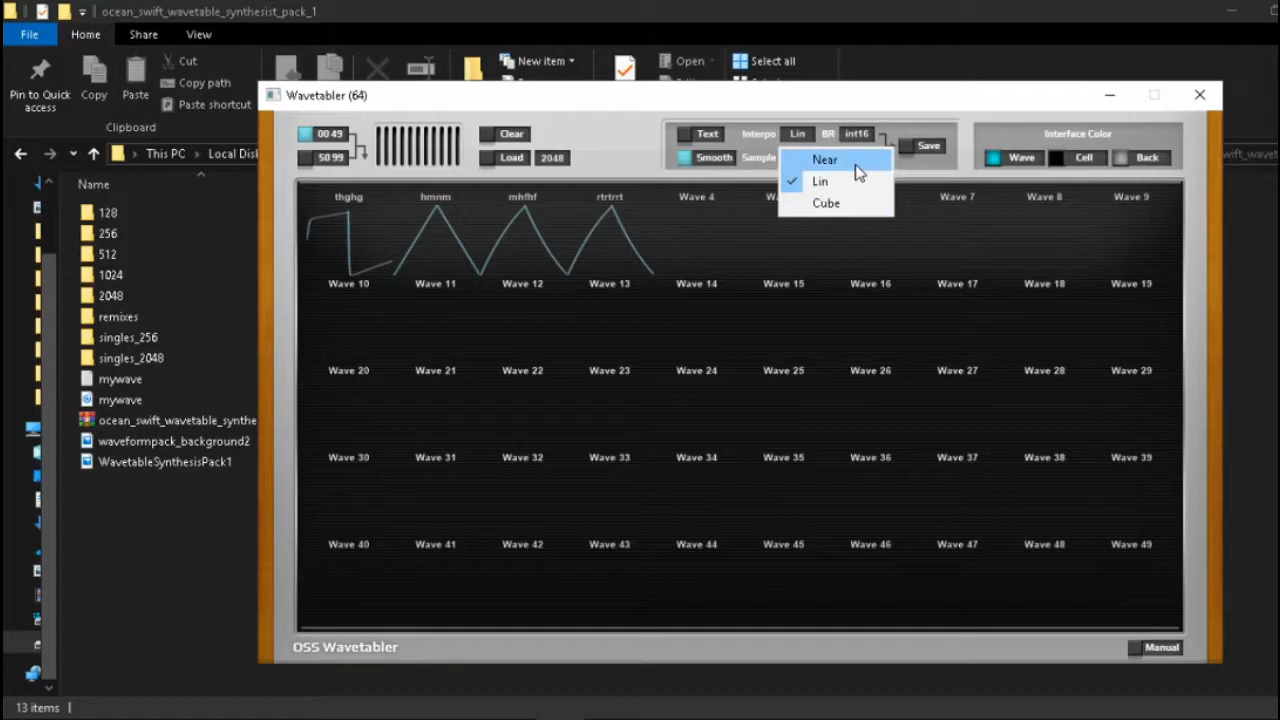 ocean_swift_wavetable_synthesist_pack_1
File Home Share View
Pin to Quick access
Copy
Paste
Cut
Copy path
Paste shortcut
New item
Open
Select all
Clipboard
This PC Local Disk
Name
128
256
512
1024
2048
remixes
singles_256
singles_2048
mywave
mywave
ocean_swift_wavetable_synthe
waveformpack_background2
WavetableSynthesisPack1
13 items
Wavetabler (64)
00 49
50 99
Clear
Load 2048
Text Interpo Lin BR int16
Smooth Sample
Save
Near
Lin
Cube
Interface Color
Wave Cell Back
thghg hmnm mhfhf rtrtrt Wave 4 Wave 7 Wave 8 Wave 9
Wave 10 Wave 11 Wave 12 Wave 13 Wave 14 Wave 15 Wave 16 Wave 17 Wave 18 Wave 19
Wave 20 Wave 21 Wave 22 Wave 23 Wave 24 Wave 25 Wave 26 Wave 27 Wave 28 Wave 29
Wave 30 Wave 31 Wave 32 Wave 33 Wave 34 Wave 35 Wave 36 Wave 37 Wave 38 Wave 39
Wave 40 Wave 41 Wave 42 Wave 43 Wave 44 Wave 45 Wave 46 Wave 47 Wave 48 Wave 49
OSS Wavetabler
Manual